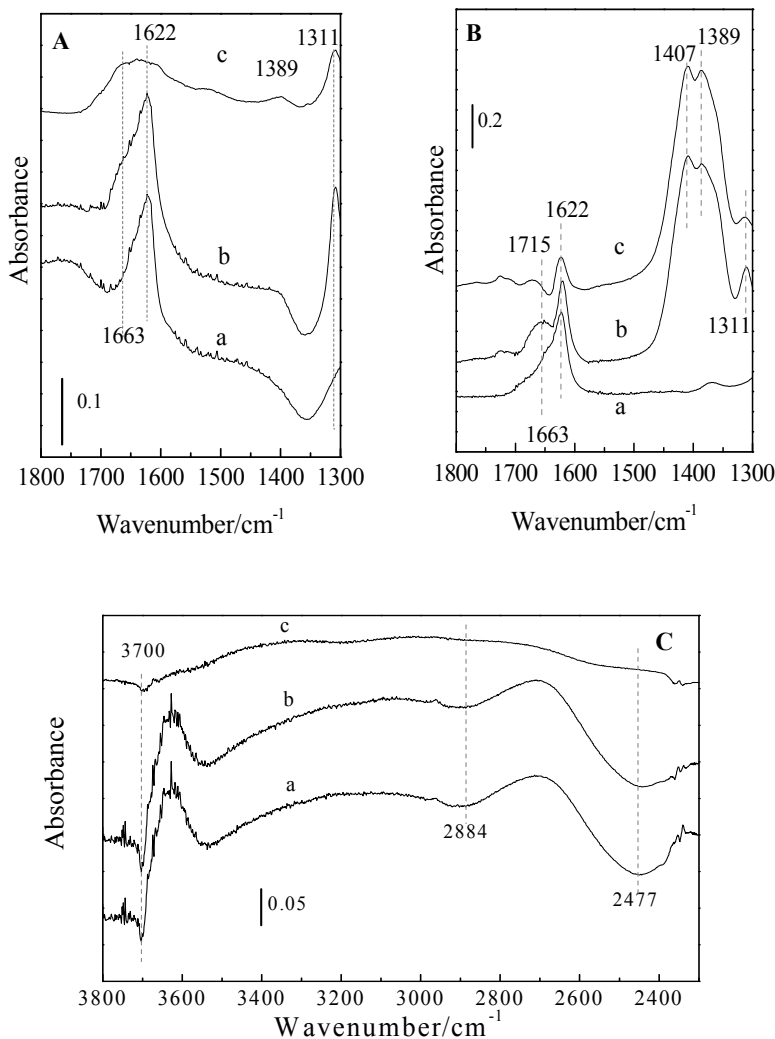 A
1622
1311
c
1389
b
1663
a
0.1
Absorbance
1800 1700 1600 1500 1400 1300
Wavenumber/cm-1
B
1389
1407
0.2
1622
1715
c
b
1311
a
1663
Absorbance
1800 1700 1600 1500 1400 1300
Wavenumber/cm-1
C
c
3700
b
a
2884
0.05
2477
Absorbance
3800 3600 3400 3200 3000 2800 2600 2400
Wavenumber/cm-1